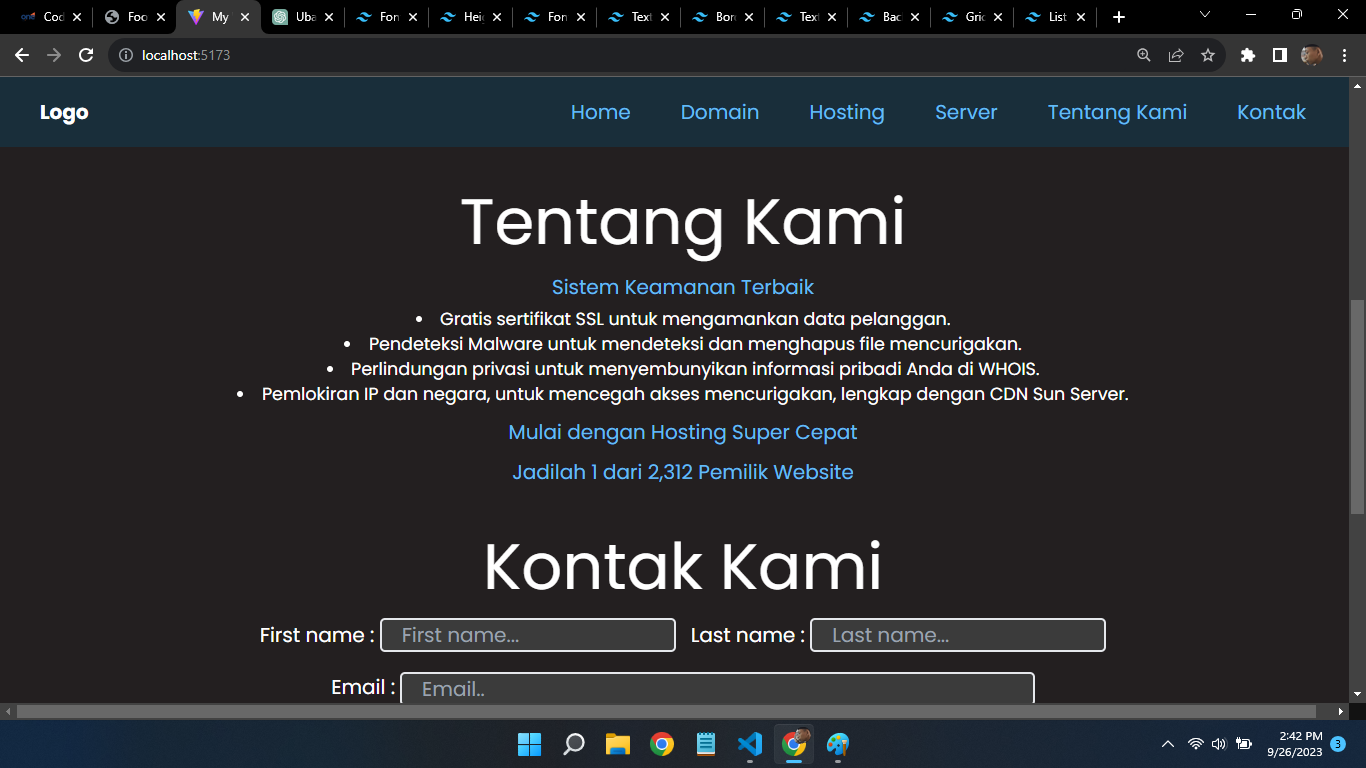 Cod
Foo
My
Uba
Fon
Hei
Fon
Text
Bor
Text
Bac
Gric
List
localhost:5173
Logo
Home
Domain
Hosting
Server
Tentang Kami
Kontak
Tentang Kami
Sistem Keamanan Terbaik
• Gratis sertifikat SSL untuk mengamankan data pelanggan.
• Pendeteksi Malware untuk mendeteksi dan menghapus file mencurigakan.
• Perlindungan privasi untuk menyembunyikan informasi pribadi Anda di WHOIS.
• Pemlokiran IP dan negara, untuk mencegah akses mencurigakan, lengkap dengan CDN Sun Server.
Mulai dengan Hosting Super Cepat
Jadilah 1 dari 2,312 Pemilik Website
Kontak Kami
First name : First name... Last name : Last name...
Email : Email..
2:42 PM
9/26/2023
3